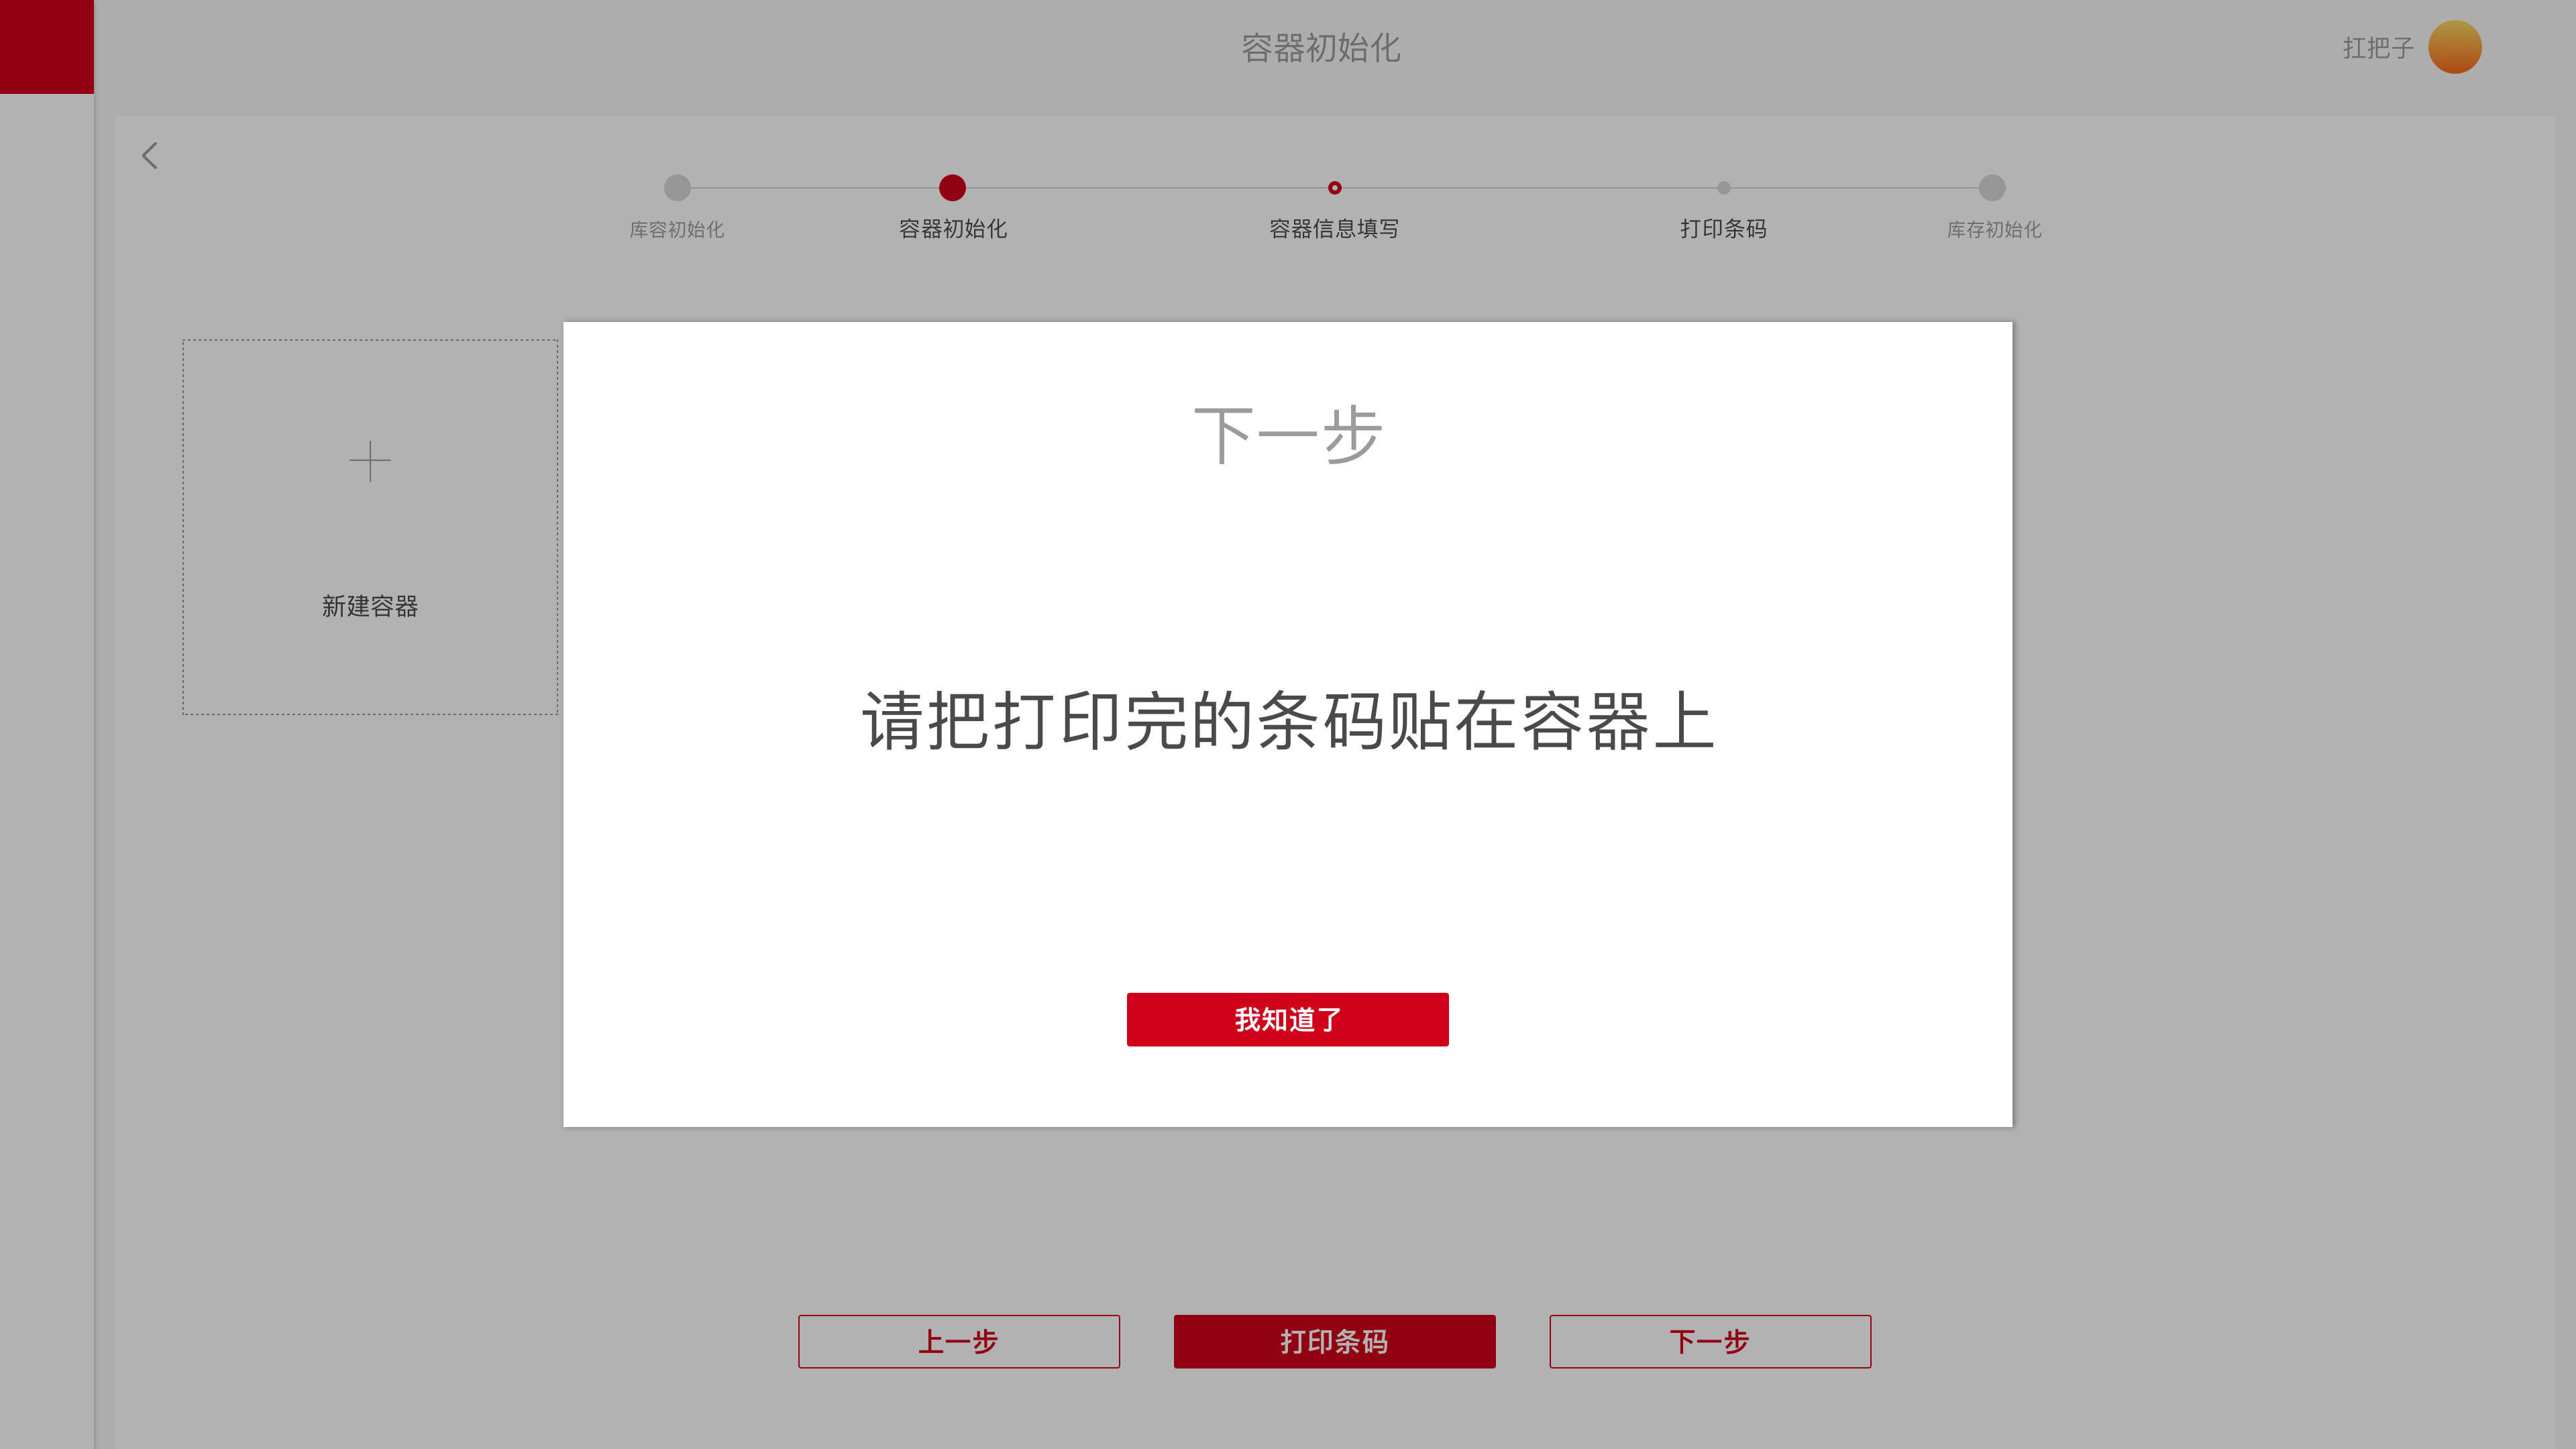 容器初始化
扛把子
库容初始化
容器初始化
容器信息填写
打印条码
库存初始化
新建容器
下一步
请把打印完的条码贴在容器上
我知道了
上一步
打印条码
下一步